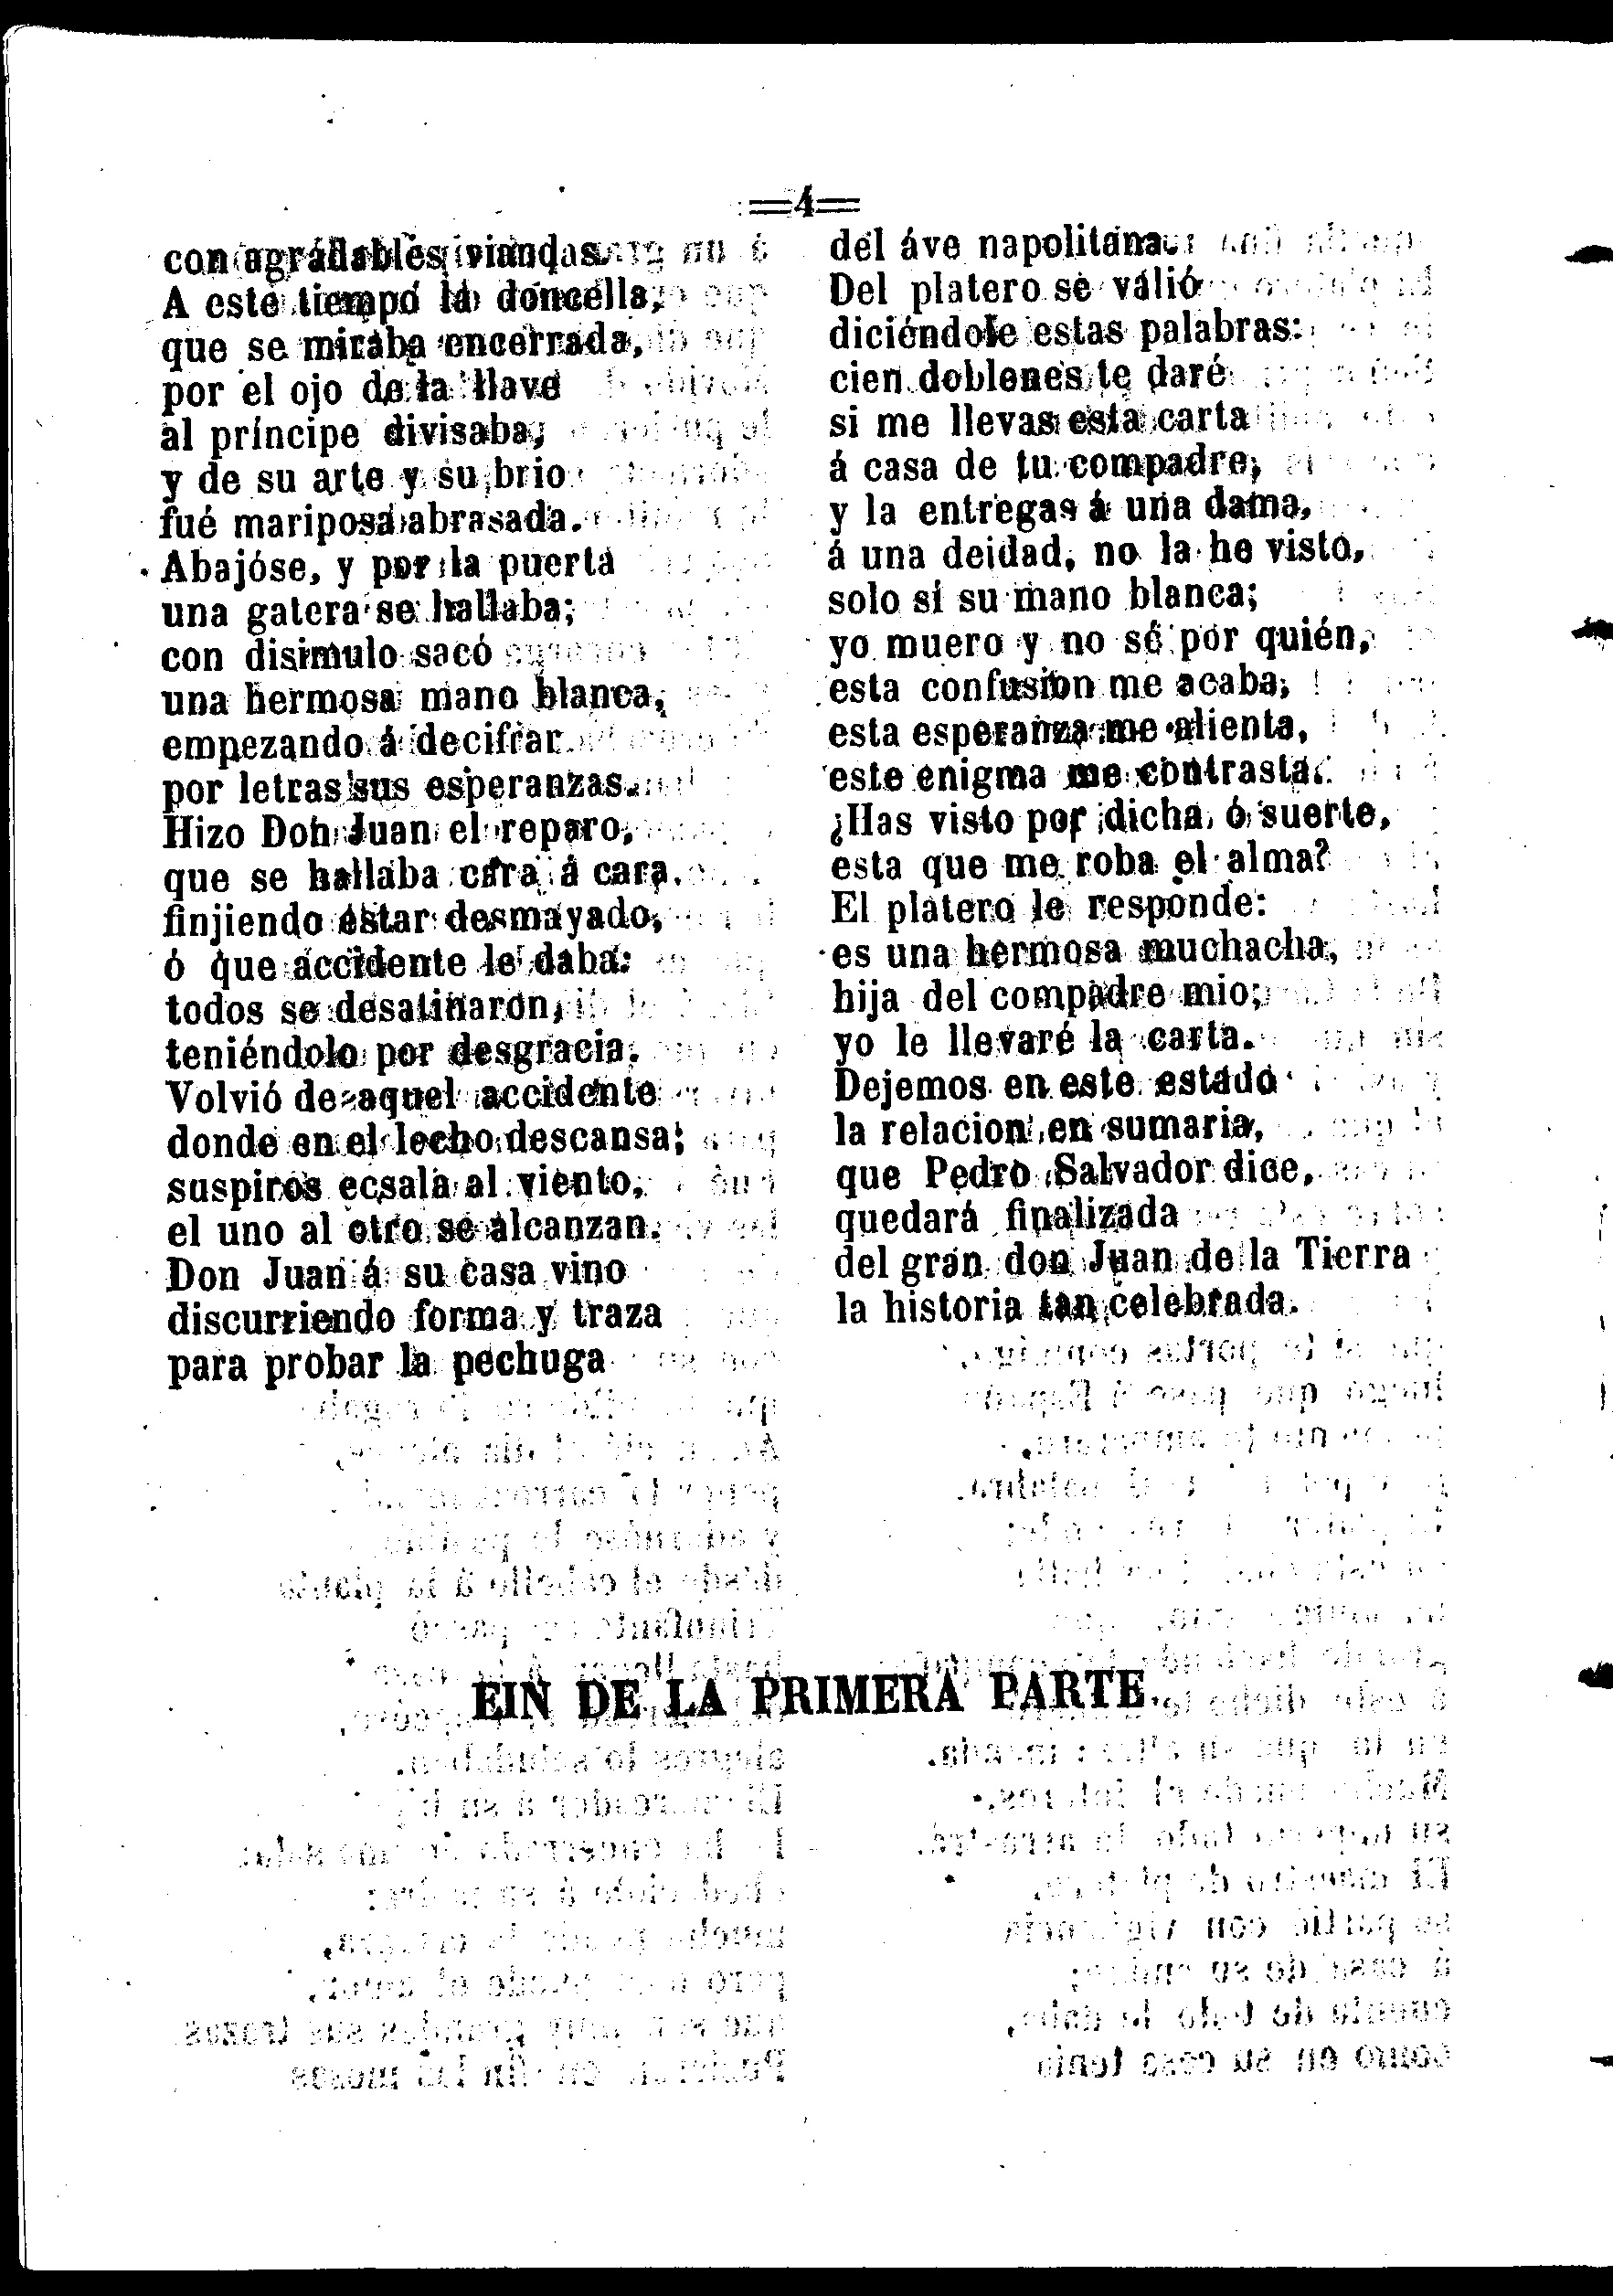 =4=
con agradables viandas.
A este tiempo la doncella,
que se miraba encerrada,
por el ojo de la llave
al príncipe divisaba,
y de su arte y su brio
fué mariposa abrasada.
Abajóse, y por la puerta
una gatera se hallaba;
con disimulo sacó
una hermosa mano blanca,
empezando á decifrar
por letras sus esperanzas.
Hizo Don Juan el reparo,
que se hallaba cara á cara.
finjiendo estar desmayado,
ó que accidente le daba:
todos se desatinaron,
teniéndolo por desgracia.
Volvió de aquel accidente
donde en el lecho descansa;
suspiros ecsala al viento,
el uno al otro se alcanzan.
Don Juan á su casa vino
discurriendo forma y traza
para probar la pechuga
del áve napolitana.
Del platero se valió
diciéndole estas palabras:
cien doblenes te daré
si me llevas esta carta
á casa de tu compadre,
y la entregas á una dama,
á una deidad, no la he visto,
solo sí su mano blanca;
yo muero y no sé por quién,
esta confusion me acaba;
esta esperanza me alienta,
este enigma me contrasta.
¿Has visto por dicha ó suerte,
esta que me roba el alma?
El platero le responde:
es una hermosa muchacha,
hija del compadre mio;
yo le llevaré la carta.
Dejemos en este estado
la relacion en sumaria,
que Pedro Salvador dice,
quedará finalizada
del gran don Juan de la Tierra
la historia tan celebrada.
EIN DE LA PRIMERA PARTE.